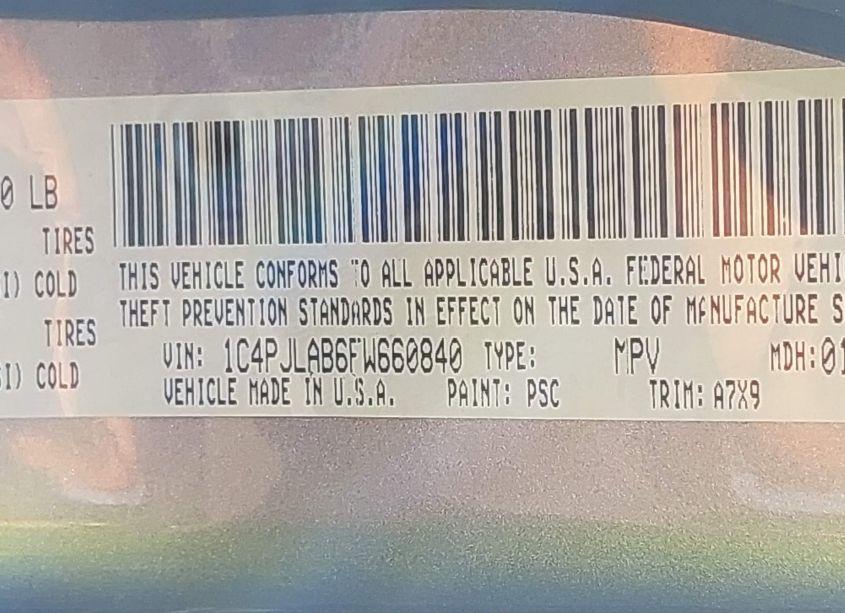 0 LB
TIRES
I) COLD
TIRES
SI) COLD
THIS VEHICLE CONFORMS TO ALL APPLICABLE U.S.A. FEDERAL MOTOR VEHI
THEFT PREVENTION STANDARDS IN EFFECT ON THE DATE OF MANUFACTURE S
VIN: 1C4PJLAB6FW660840 TYPE: MPV MDH:01
VEHICLE MADE IN U.S.A. PAINT: PSC TRIM: A7X9